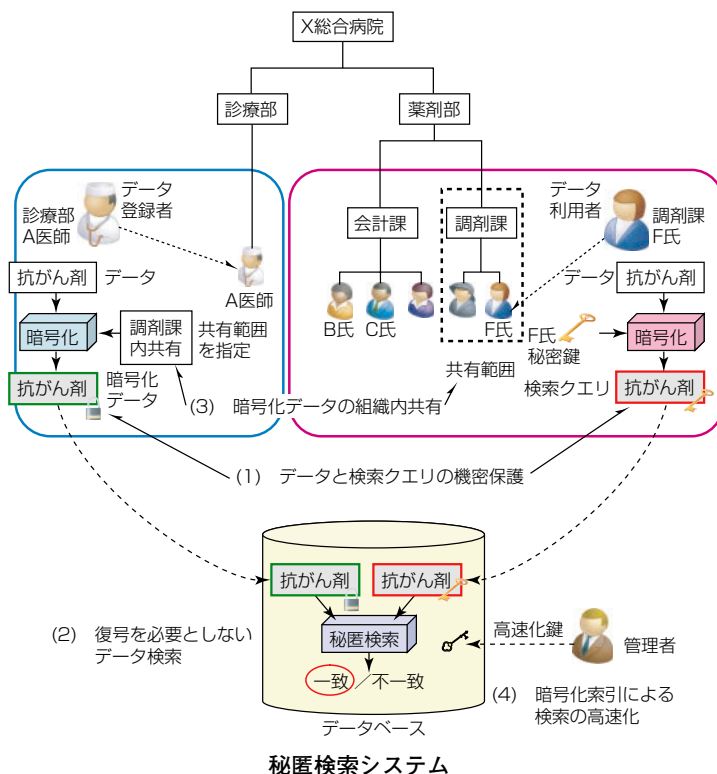 X総合病院
診療部
薬剤部
データ
登録者
診療部
A医師
A医師
抗がん剤
データ
暗号化
調剤課
内共有
共有範囲
を指定
抗がん剤
暗号化
データ
会計課
調剤課
B氏
C氏
F氏
データ
利用者
調剤課
F氏
データ
抗がん剤
F氏
秘密鍵
暗号化
共有範囲
検索クエリ
抗がん剤
(3) 暗号化データの組織内共有
(1) データと検索クエリの機密保護
抗がん剤
抗がん剤
(2) 復号を必要としない
データ検索
秘匿検索
高速化鍵
管理者
一致/不一致
(4) 暗号化索引による
検索の高速化
データベース
秘匿検索システム